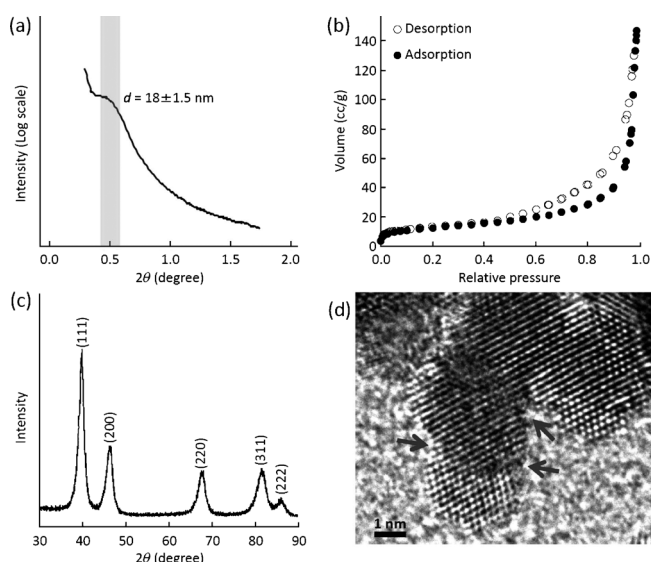 (a)
Intensity (Log scale)
d = 18±1.5 nm
0.0 0.5 1.0 1.5 2.0
2θ (degree)
(b)
Desorption
Adsorption
Volume (cc/g)
140
120
100
80
60
40
20
0
0 0.2 0.4 0.6 0.8 1.0
Relative pressure
(c)
Intensity
(111)
(200)
(220)
(311)
(222)
30 40 50 60 70 80 90
2θ (degree)
(d)
1 nm